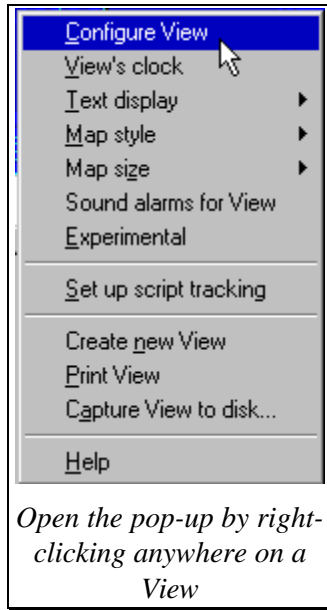 Configure View
View's clock
Text display
Map style
Map size
Sound alarms for View
Experimental
Set up script tracking
Create new View
Print View
Capture View to disk...
Help
Open the pop-up by right-
clicking anywhere on a
View